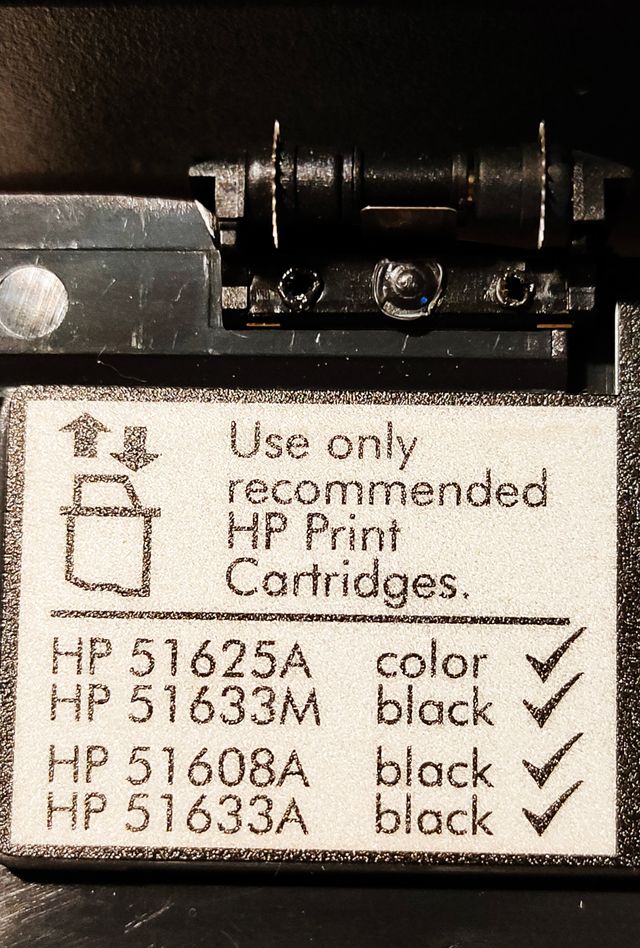 Use only
recommended
HP Print
Cartridges.
HP 51625A color ✓
HP 51633M black ✓
HP 51608A black ✓
HP 51633A black ✓